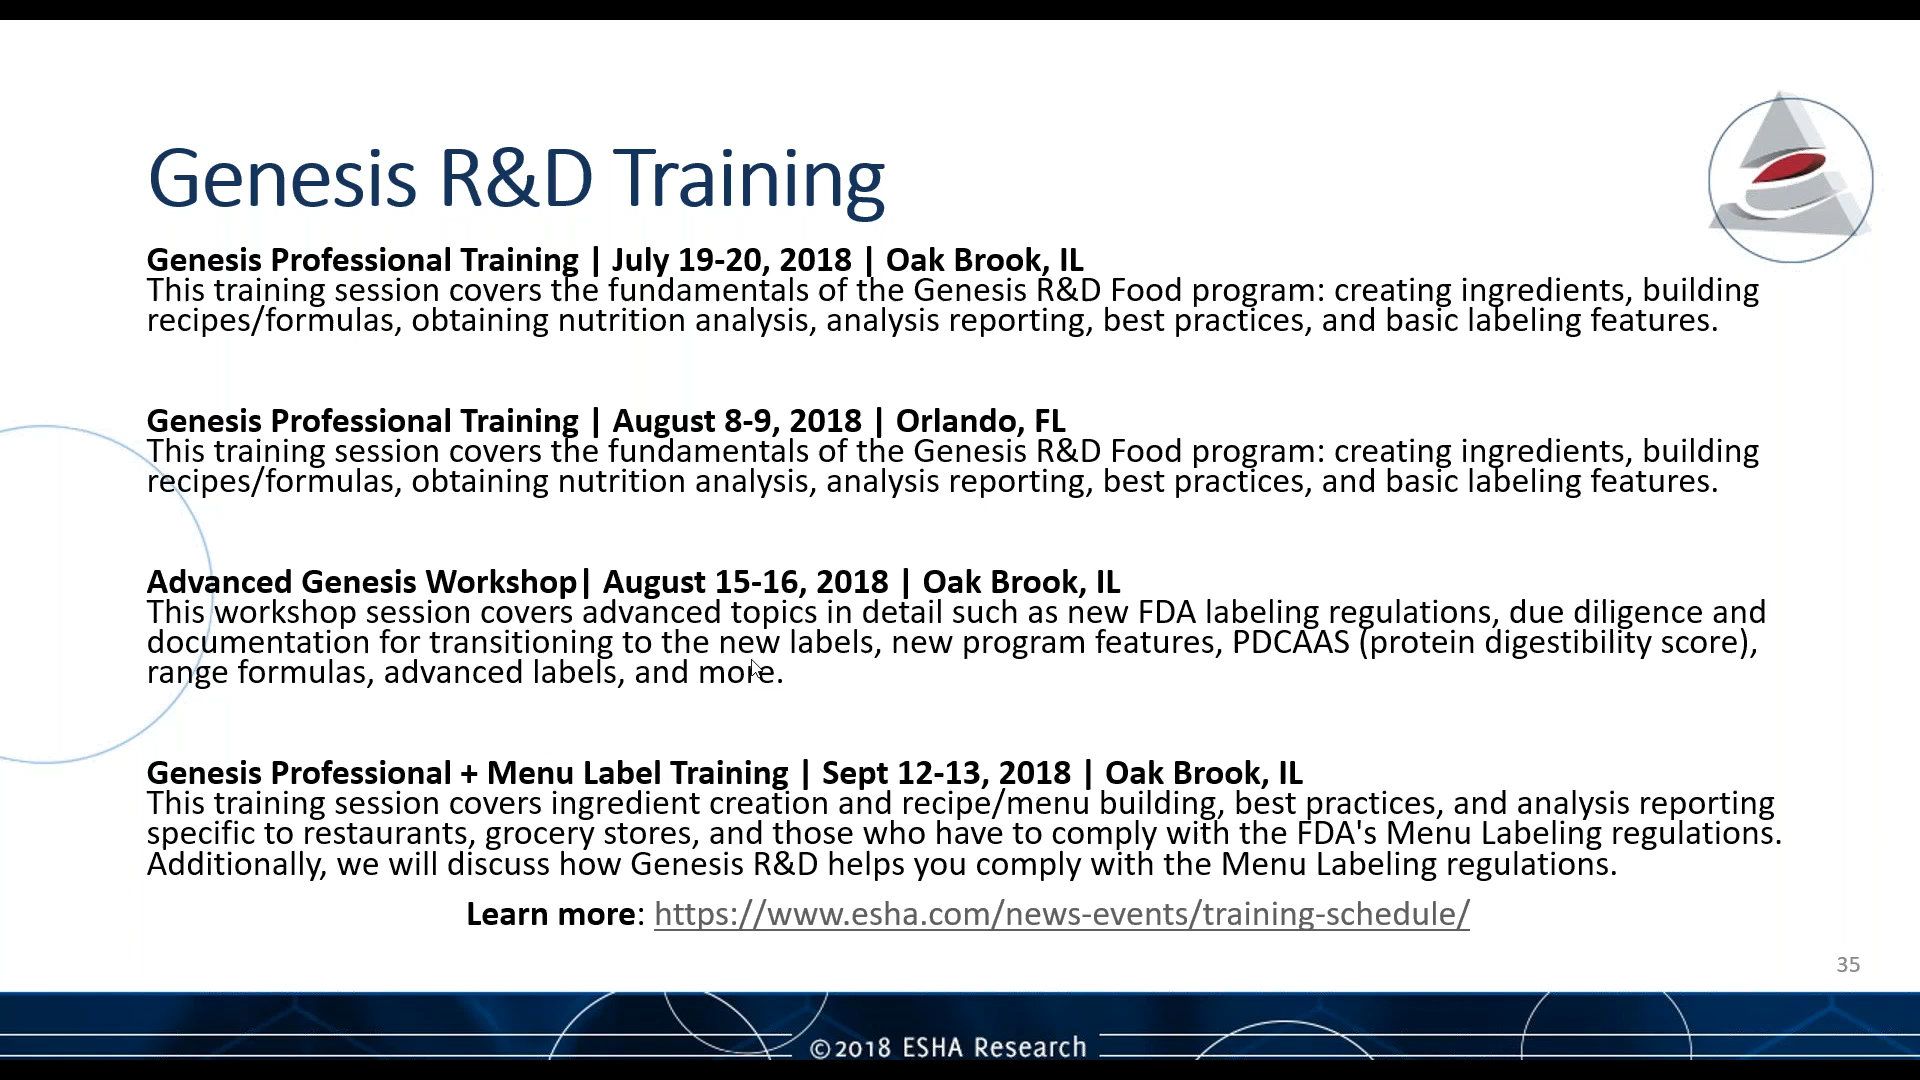 Genesis R&D Training
Genesis Professional Training | July 19-20, 2018 | Oak Brook, IL
This training session covers the fundamentals of the Genesis R&D Food program: creating ingredients, building
recipes/formulas, obtaining nutrition analysis, analysis reporting, best practices, and basic labeling features.
Genesis Professional Training | August 8-9, 2018 | Orlando, FL
This training session covers the fundamentals of the Genesis R&D Food program: creating ingredients, building
recipes/formulas, obtaining nutrition analysis, analysis reporting, best practices, and basic labeling features.
Advanced Genesis Workshop| August 15-16, 2018 | Oak Brook, IL
This workshop session covers advanced topics in detail such as new FDA labeling regulations, due diligence and
documentation for transitioning to the new labels, new program features, PDCAAS (protein digestibility score),
range formulas, advanced labels, and more.
Genesis Professional + Menu Label Training | Sept 12-13, 2018 | Oak Brook, IL
This training session covers ingredient creation and recipe/menu building, best practices, and analysis reporting
specific to restaurants, grocery stores, and those who have to comply with the FDA's Menu Labeling regulations.
Additionally, we will discuss how Genesis R&D helps you comply with the Menu Labeling regulations.
Learn more: https://www.esha.com/news-events/training-schedule/
35
©2018 ESHA Research